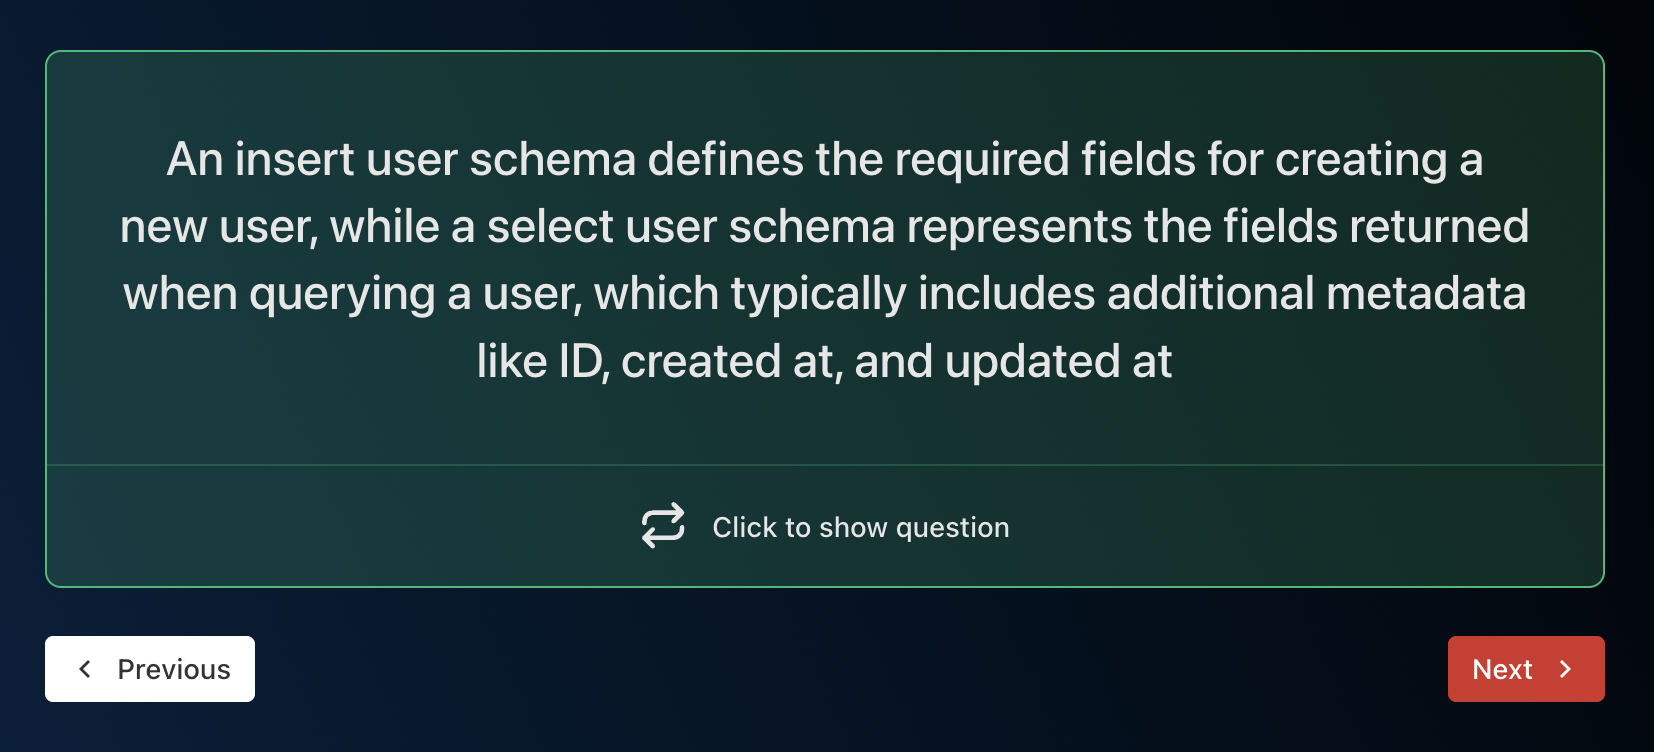 An insert user schema defines the required fields for creating a
new user, while a select user schema represents the fields returned
when querying a user, which typically includes additional metadata
like ID, created at, and updated at
Click to show question
Previous
Next